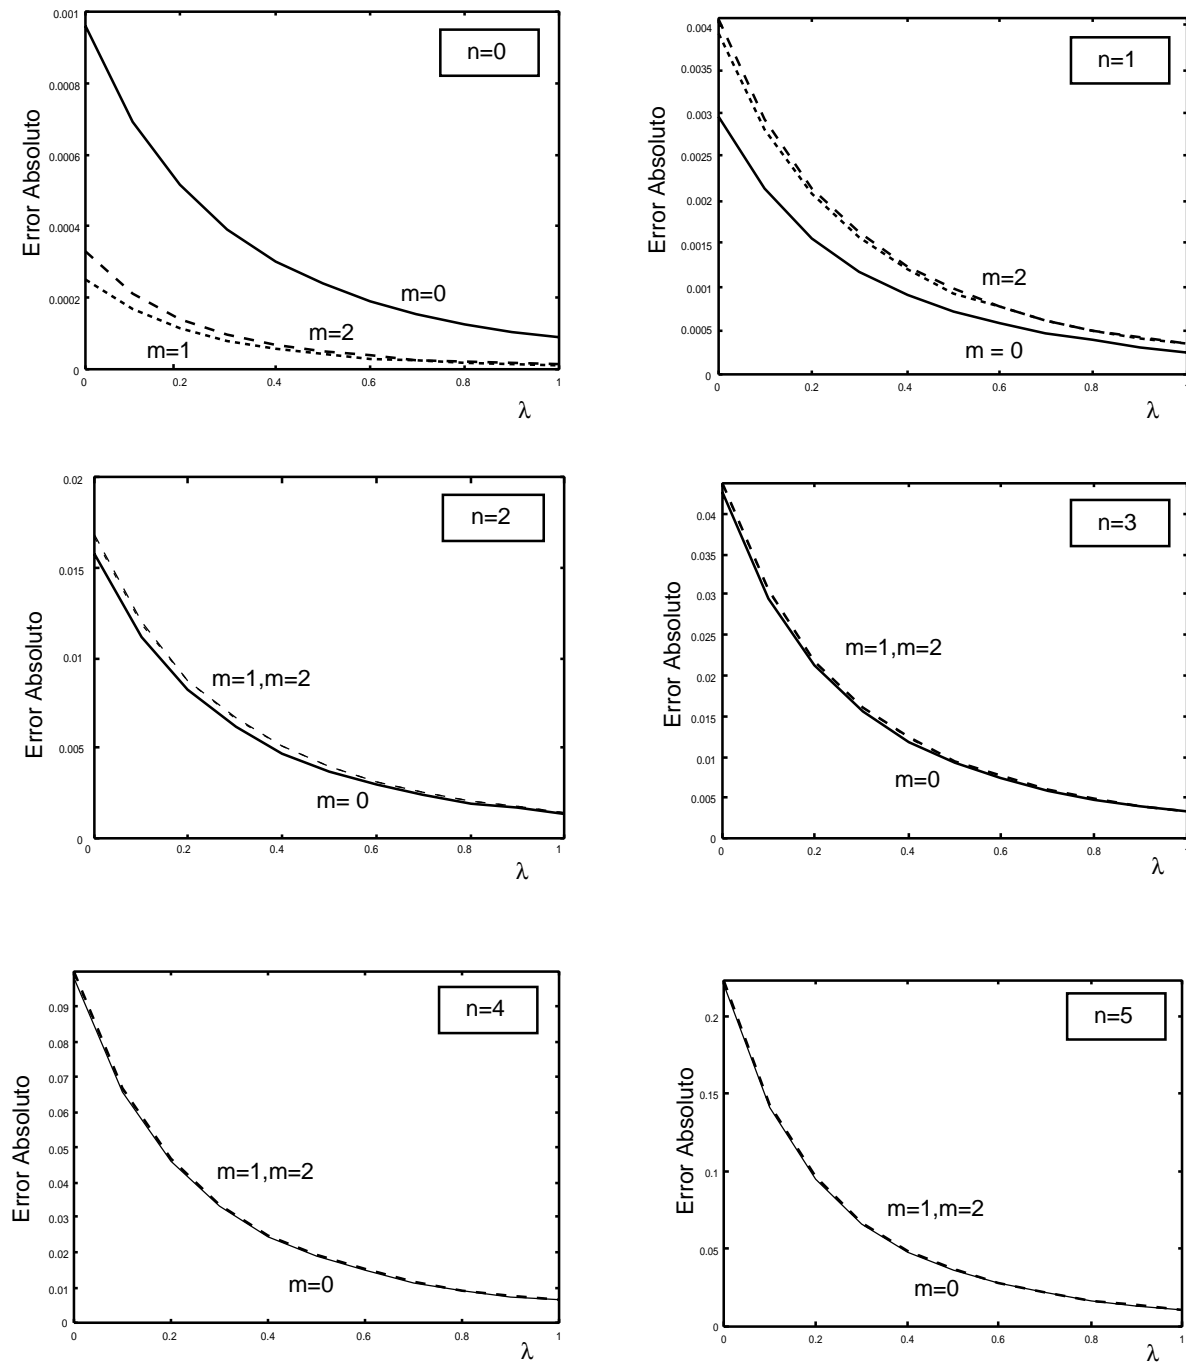 0.001
0.0008
0.0006
0.0004
0.0002
0
0
0.2
0.4
0.6
0.8
1
Error Absoluto
n=0
m=0
m=2
m=1
λ
0.004
0.0035
0.003
0.0025
0.002
0.0015
0.001
0.0005
0
0
0.2
0.4
0.6
0.8
1
Error Absoluto
n=1
m=2
m = 0
λ
0.02
0.015
0.01
0.005
0
0
0.2
0.4
0.6
0.8
1
Error Absoluto
n=2
m=1,m=2
m= 0
λ
0.04
0.035
0.03
0.025
0.02
0.015
0.01
0.005
0
0
0.2
0.4
0.6
0.8
1
Error Absoluto
n=3
m=1,m=2
m=0
λ
0.09
0.08
0.07
0.06
0.05
0.04
0.03
0.02
0.01
0
0
0.2
0.4
0.6
0.8
1
Error Absoluto
n=4
m=1,m=2
m=0
λ
0.2
0.15
0.1
0.05
0
0
0.2
0.4
0.6
0.8
1
Error Absoluto
n=5
m=1,m=2
m=0
λ